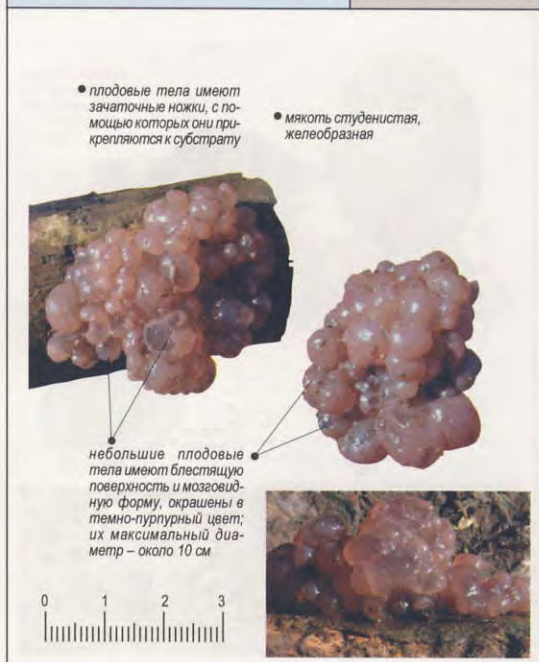 плодовые тела имеют
зачаточные ножки, с по-
мощью которых они при-
крепляются к субстрату
мякоть студенистая,
желеобразная
небольшие плодовые
тела имеют блестящую
поверхность и мозговид-
ную форму, окрашены в
темно-пурпурный цвет;
их максимальный диа-
метр – около 10 см
0 1 2 3